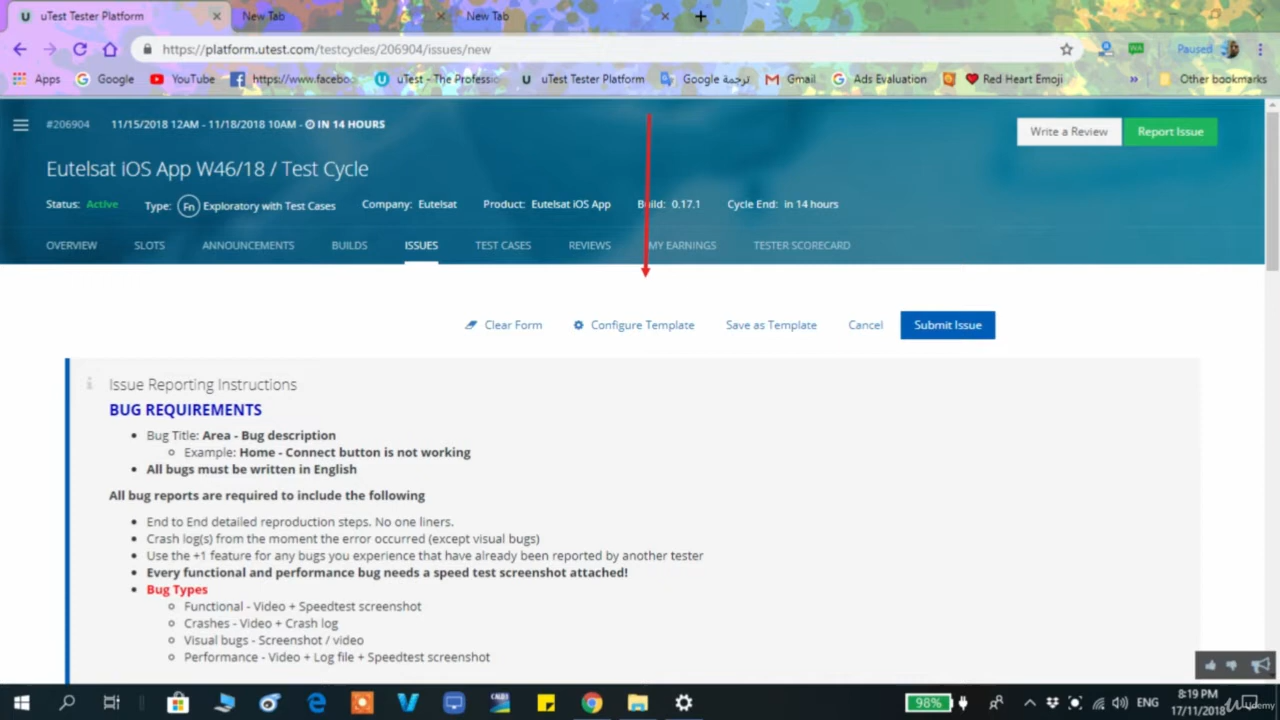 uTest Tester Platform
New Tab
New Tab
https://platform.utest.com/testcycles/206904/issues/new
Paused
Apps
Google
YouTube
https://www.facebo
uTest - The Professio
uTest Tester Platform
Google ترجمة
Gmail
Ads Evaluation
Red Heart Emoji
»
Other bookmarks
#206904
11/15/2018 12AM - 11/18/2018 10AM - IN 14 HOURS
Write a Review
Report Issue
Eutelsat iOS App W46/18 / Test Cycle
Status: Active
Type: Fn Exploratory with Test Cases
Company: Eutelsat
Product: Eutelsat iOS App
Build: 0.17.1
Cycle End: in 14 hours
OVERVIEW
SLOTS
ANNOUNCEMENTS
BUILDS
ISSUES
TEST CASES
REVIEWS
MY EARNINGS
TESTER SCORECARD
Clear Form
Configure Template
Save as Template
Cancel
Submit Issue
Issue Reporting Instructions
BUG REQUIREMENTS
Bug Title: Area - Bug description
Example: Home - Connect button is not working
All bugs must be written in English
All bug reports are required to include the following
End to End detailed reproduction steps. No one liners.
Crash log(s) from the moment the error occurred (except visual bugs)
Use the +1 feature for any bugs you experience that have already been reported by another tester
Every functional and performance bug needs a speed test screenshot attached!
Bug Types
Functional - Video + Speedtest screenshot
Crashes - Video + Crash log
Visual bugs - Screenshot / video
Performance - Video + Log file + Speedtest screenshot
98%
ENG
8:19 PM
17/11/2018
Udemy